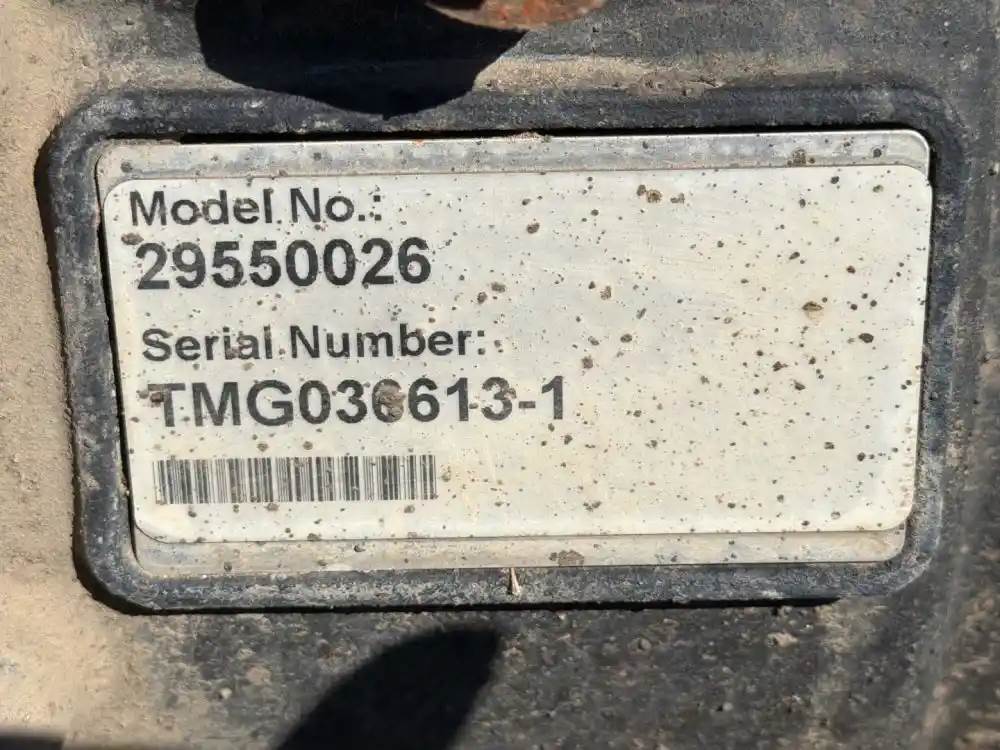 Model No.:
29550026
Serial Number:
TMG036613-1